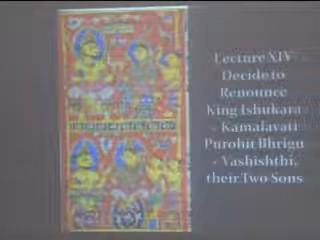 Lecture XIV
Decide to
Renounce
King Ishukara
- Kamalavati
Purohit Bhrigu
- Vashishthi,
their Two Sons